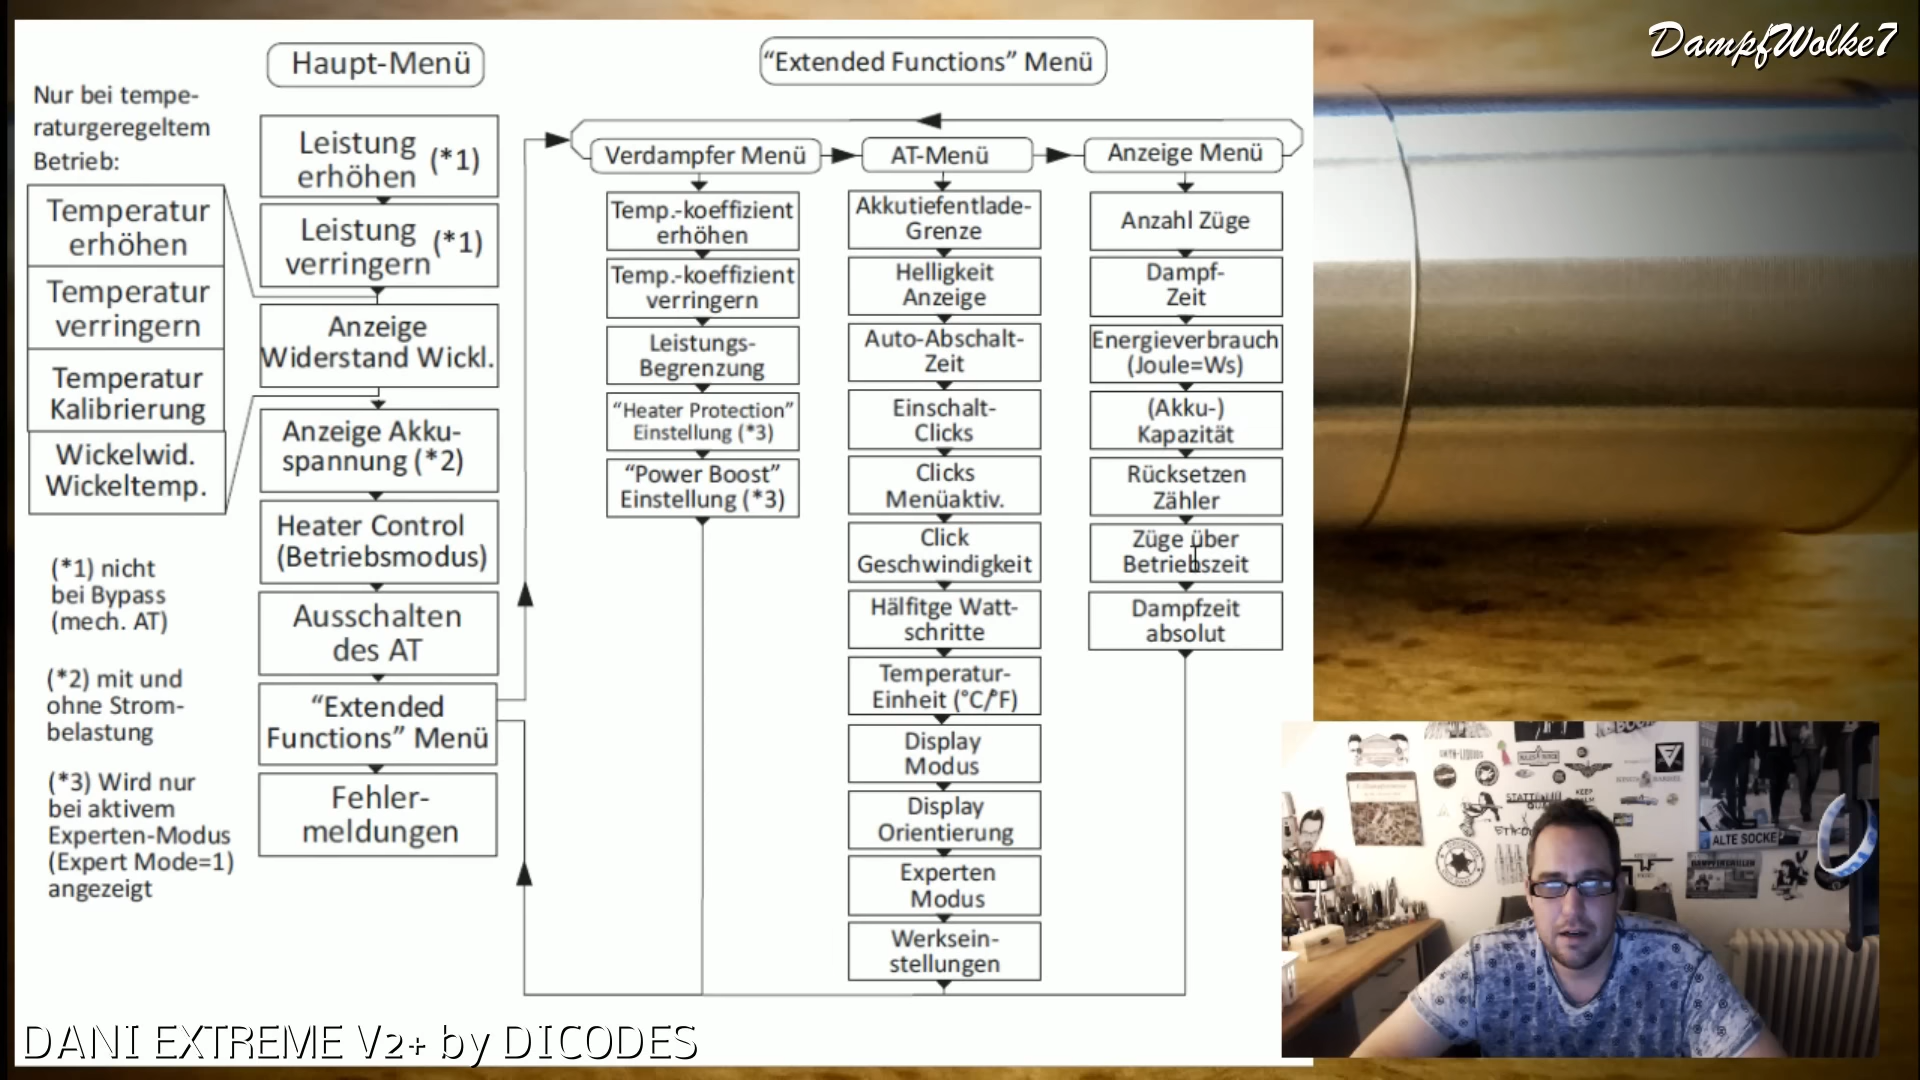 DampfWolke7
Haupt-Menü
“Extended Functions” Menü
Nur bei tempe-
raturgeregeltem
Betrieb:
Temperatur
erhöhen
Temperatur
verringern
Temperatur
Kalibrierung
Wickelwid.
Wickeltemp.
(*1) nicht
bei Bypass
(mech. AT)
(*2) mit und
ohne Strom-
belastung
(*3) Wird nur
bei aktivem
Experten-Modus
(Expert Mode=1)
angezeigt
Leistung
erhöhen (*1)
Leistung
verringern (*1)
Anzeige
Widerstand Wickl.
Anzeige Akku-
spannung (*2)
Heater Control
(Betriebsmodus)
Ausschalten
des AT
“Extended
Functions” Menü
Fehler-
meldungen
Verdampfer Menü
Temp.-koeffizient
erhöhen
Temp.-koeffizient
verringern
Leistungs-
Begrenzung
“Heater Protection”
Einstellung (*3)
“Power Boost”
Einstellung (*3)
AT-Menü
Akkutiefentlade-
Grenze
Helligkeit
Anzeige
Auto-Abschalt-
Zeit
Einschalt-
Clicks
Clicks
Menüaktiv.
Click
Geschwindigkeit
Hälfitge Watt-
schritte
Temperatur-
Einheit (°C/°F)
Display
Modus
Display
Orientierung
Experten
Modus
Werksein-
stellungen
Anzeige Menü
Anzahl Züge
Dampf-
Zeit
Energieverbrauch
(Joule=Ws)
(Akku-)
Kapazität
Rücksetzen
Zähler
Züge über
Betriebszeit
Dampfzeit
absolut
ALTE SOCKE
KEEP
DANI EXTREME V2+ by DICODES